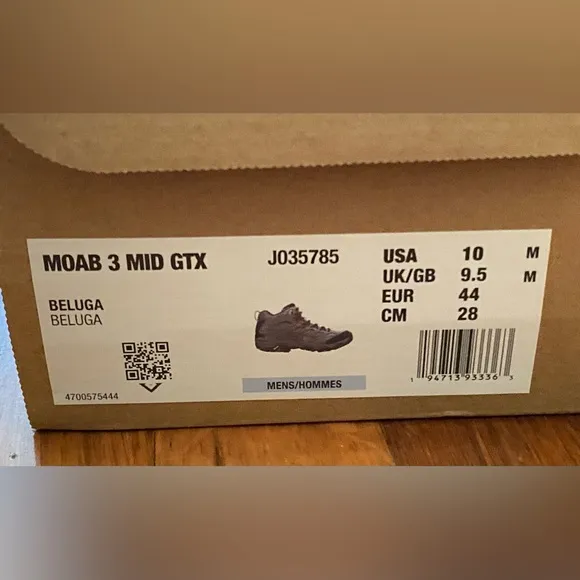 MOAB 3 MID GTX
J035785
BELUGA
BELUGA
4700575444
MENS/HOMMES
USA 10 M
UK/GB 9.5 M
EUR 44
CM 28
1 94713 93336 3